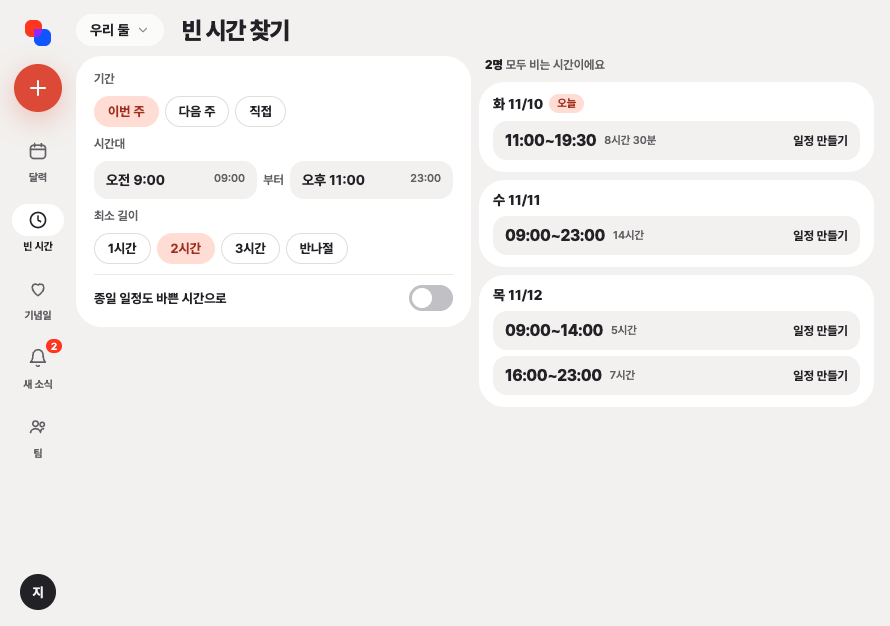 우리 둘
빈 시간 찾기
달력
빈 시간
기념일
2
새 소식
팀
지
기간
이번 주 다음 주 직접
시간대
오전 9:00 09:00 부터 오후 11:00 23:00
최소 길이
1시간 2시간 3시간 반나절
종일 일정도 바쁜 시간으로
2명 모두 비는 시간이에요
화 11/10 오늘
11:00~19:30 8시간 30분 일정 만들기
수 11/11
09:00~23:00 14시간 일정 만들기
목 11/12
09:00~14:00 5시간 일정 만들기
16:00~23:00 7시간 일정 만들기